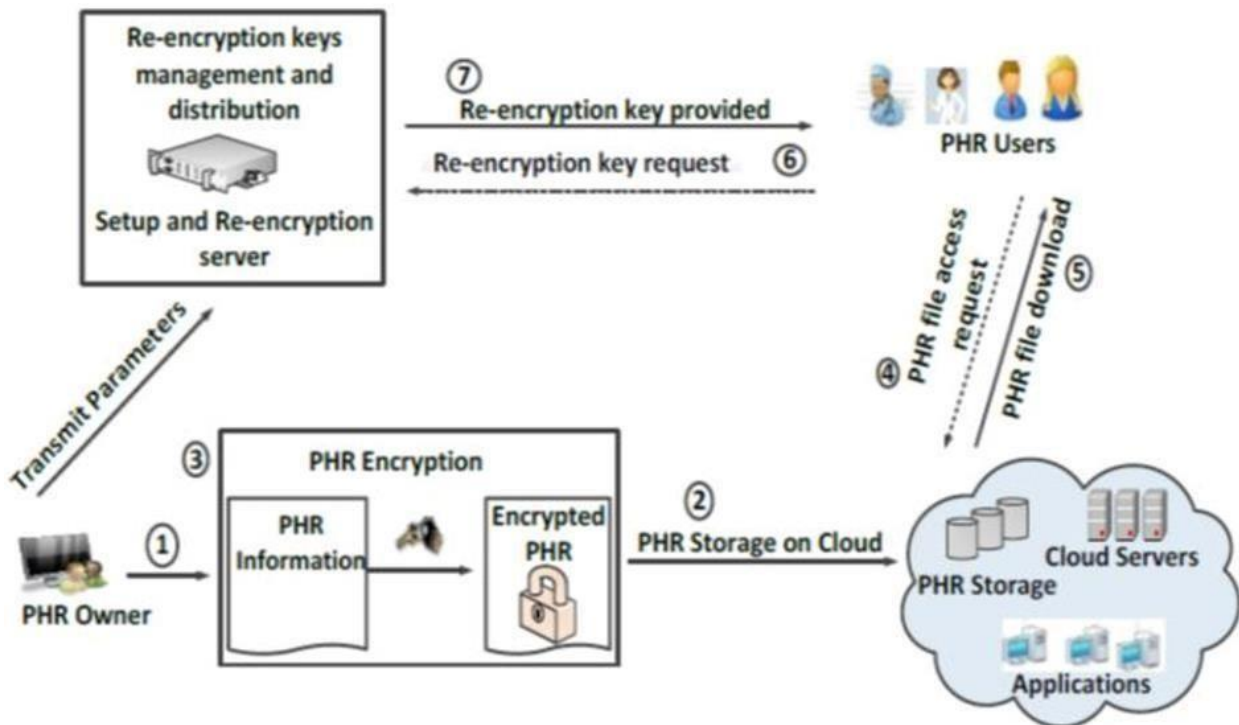 Re-encryption keys
management and
distribution
Setup and Re-encryption
server
7
Re-encryption key provided
Re-encryption key request
6
PHR Users
PHR file access
request
4
PHR file download
5
Transmit Parameters
3
PHR Encryption
PHR
Information
Encrypted
PHR
1
PHR Owner
2
PHR Storage on Cloud
Cloud Servers
PHR Storage
Applications